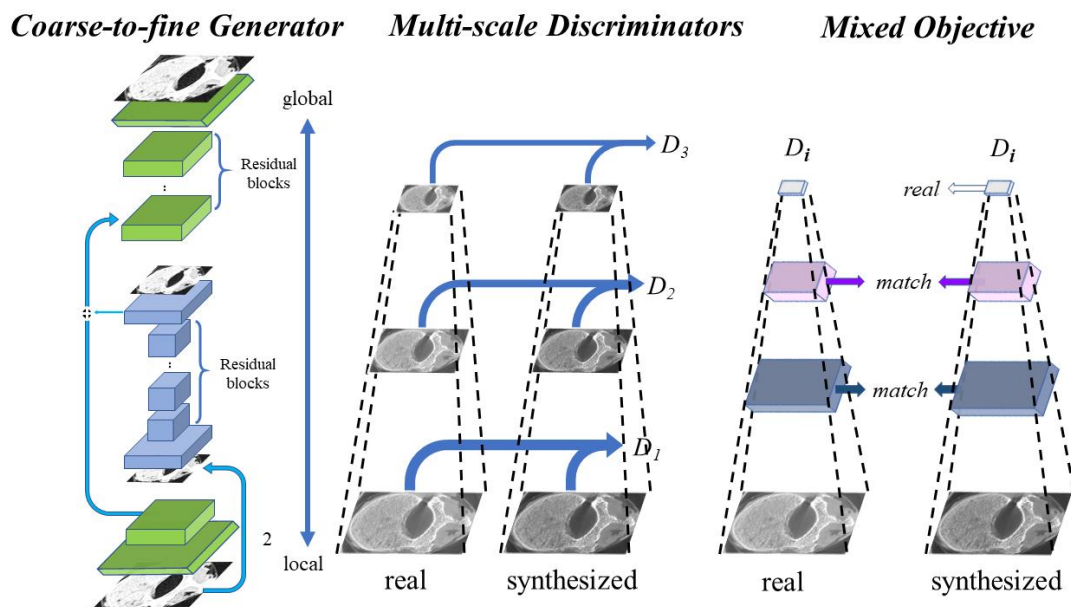 Coarse-to-fine Generator
Multi-scale Discriminators
Mixed Objective
global
Residual
blocks
Residual
blocks
2
local
D3
D2
D1
real
synthesized
Di
Di
real
match
match
real
synthesized